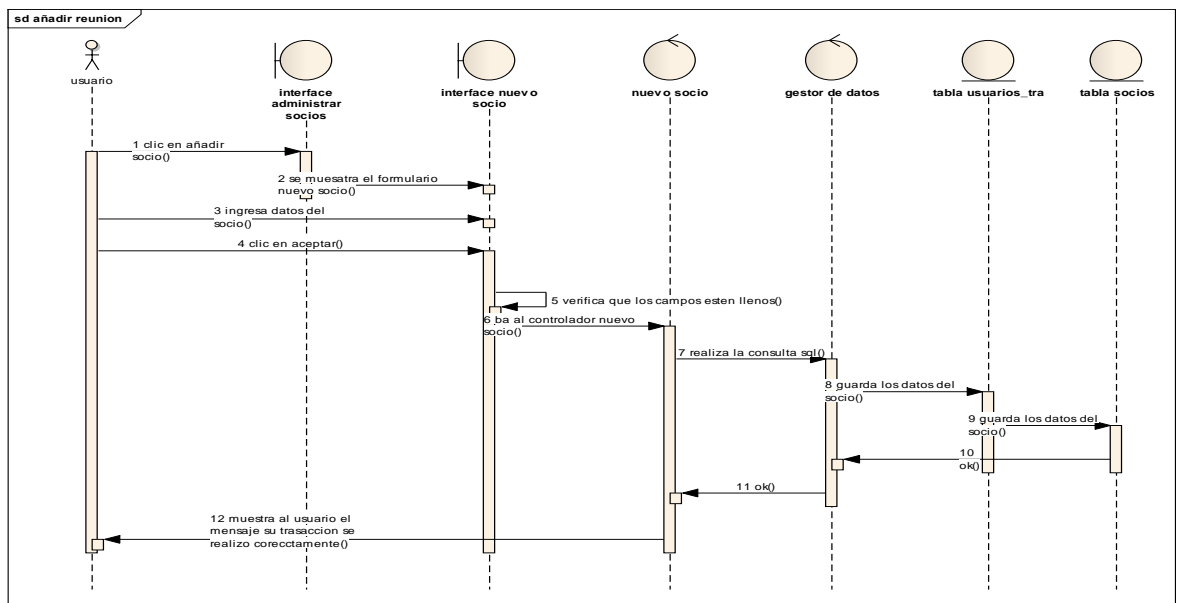 sd añadir reunion
usuario
interface
administrar
socios
interface nuevo
socio
nuevo socio
gestor de datos
tabla usuarios_tra
tabla socios
1 clic en añadir
socio()
2 se muesatra el formulario
nuevo socio()
3 ingresa datos del
socio()
4 clic en aceptar()
5 verifica que los campos esten llenos()
6 ba al controlador nuevo
socio()
7 realiza la consulta sql()
8 guarda los datos del
socio()
9 guarda los datos del
socio()
10
ok()
11 ok()
12 muestra al usuario el
mensaje su trasaccion se
realizo corecctamente()